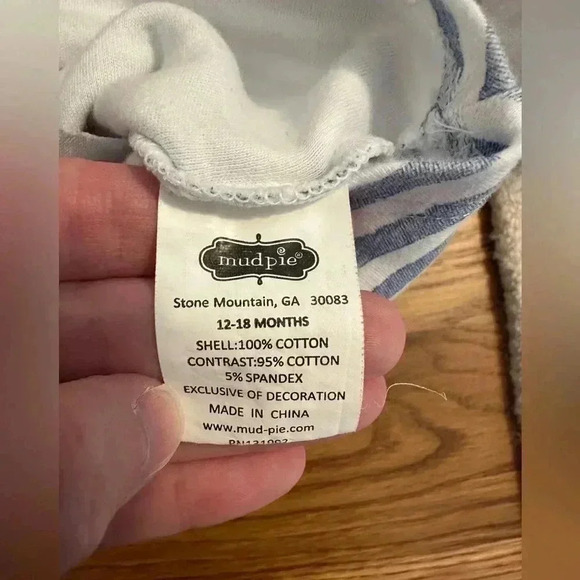 mudpie®
Stone Mountain, GA 30083
12-18 MONTHS
SHELL:100% COTTON
CONTRAST:95% COTTON
5% SPANDEX
EXCLUSIVE OF DECORATION
MADE IN CHINA
www.mud-pie.com